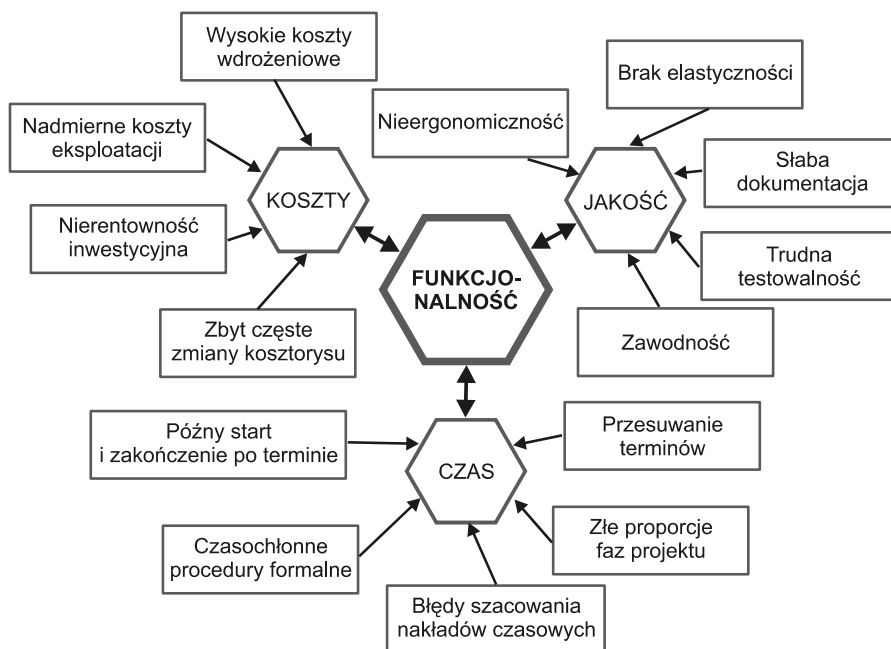 Wysokie koszty
wdrożeniowe
Nadmierne koszty
eksploatacji
Nierentowność
inwestycyjna
Zbyt częste
zmiany kosztorysu
KOSZTY
Brak elastyczności
Nieergonomiczność
Słaba
dokumentacja
JAKOŚĆ
Trudna
testowalność
Zawodność
FUNKCJO-
NALNOŚĆ
Późny start
i zakończenie po terminie
Przesuwanie
terminów
CZAS
Czasochłonne
procedury formalne
Złe proporcje
faz projektu
Błędy szacowania
nakładów czasowych